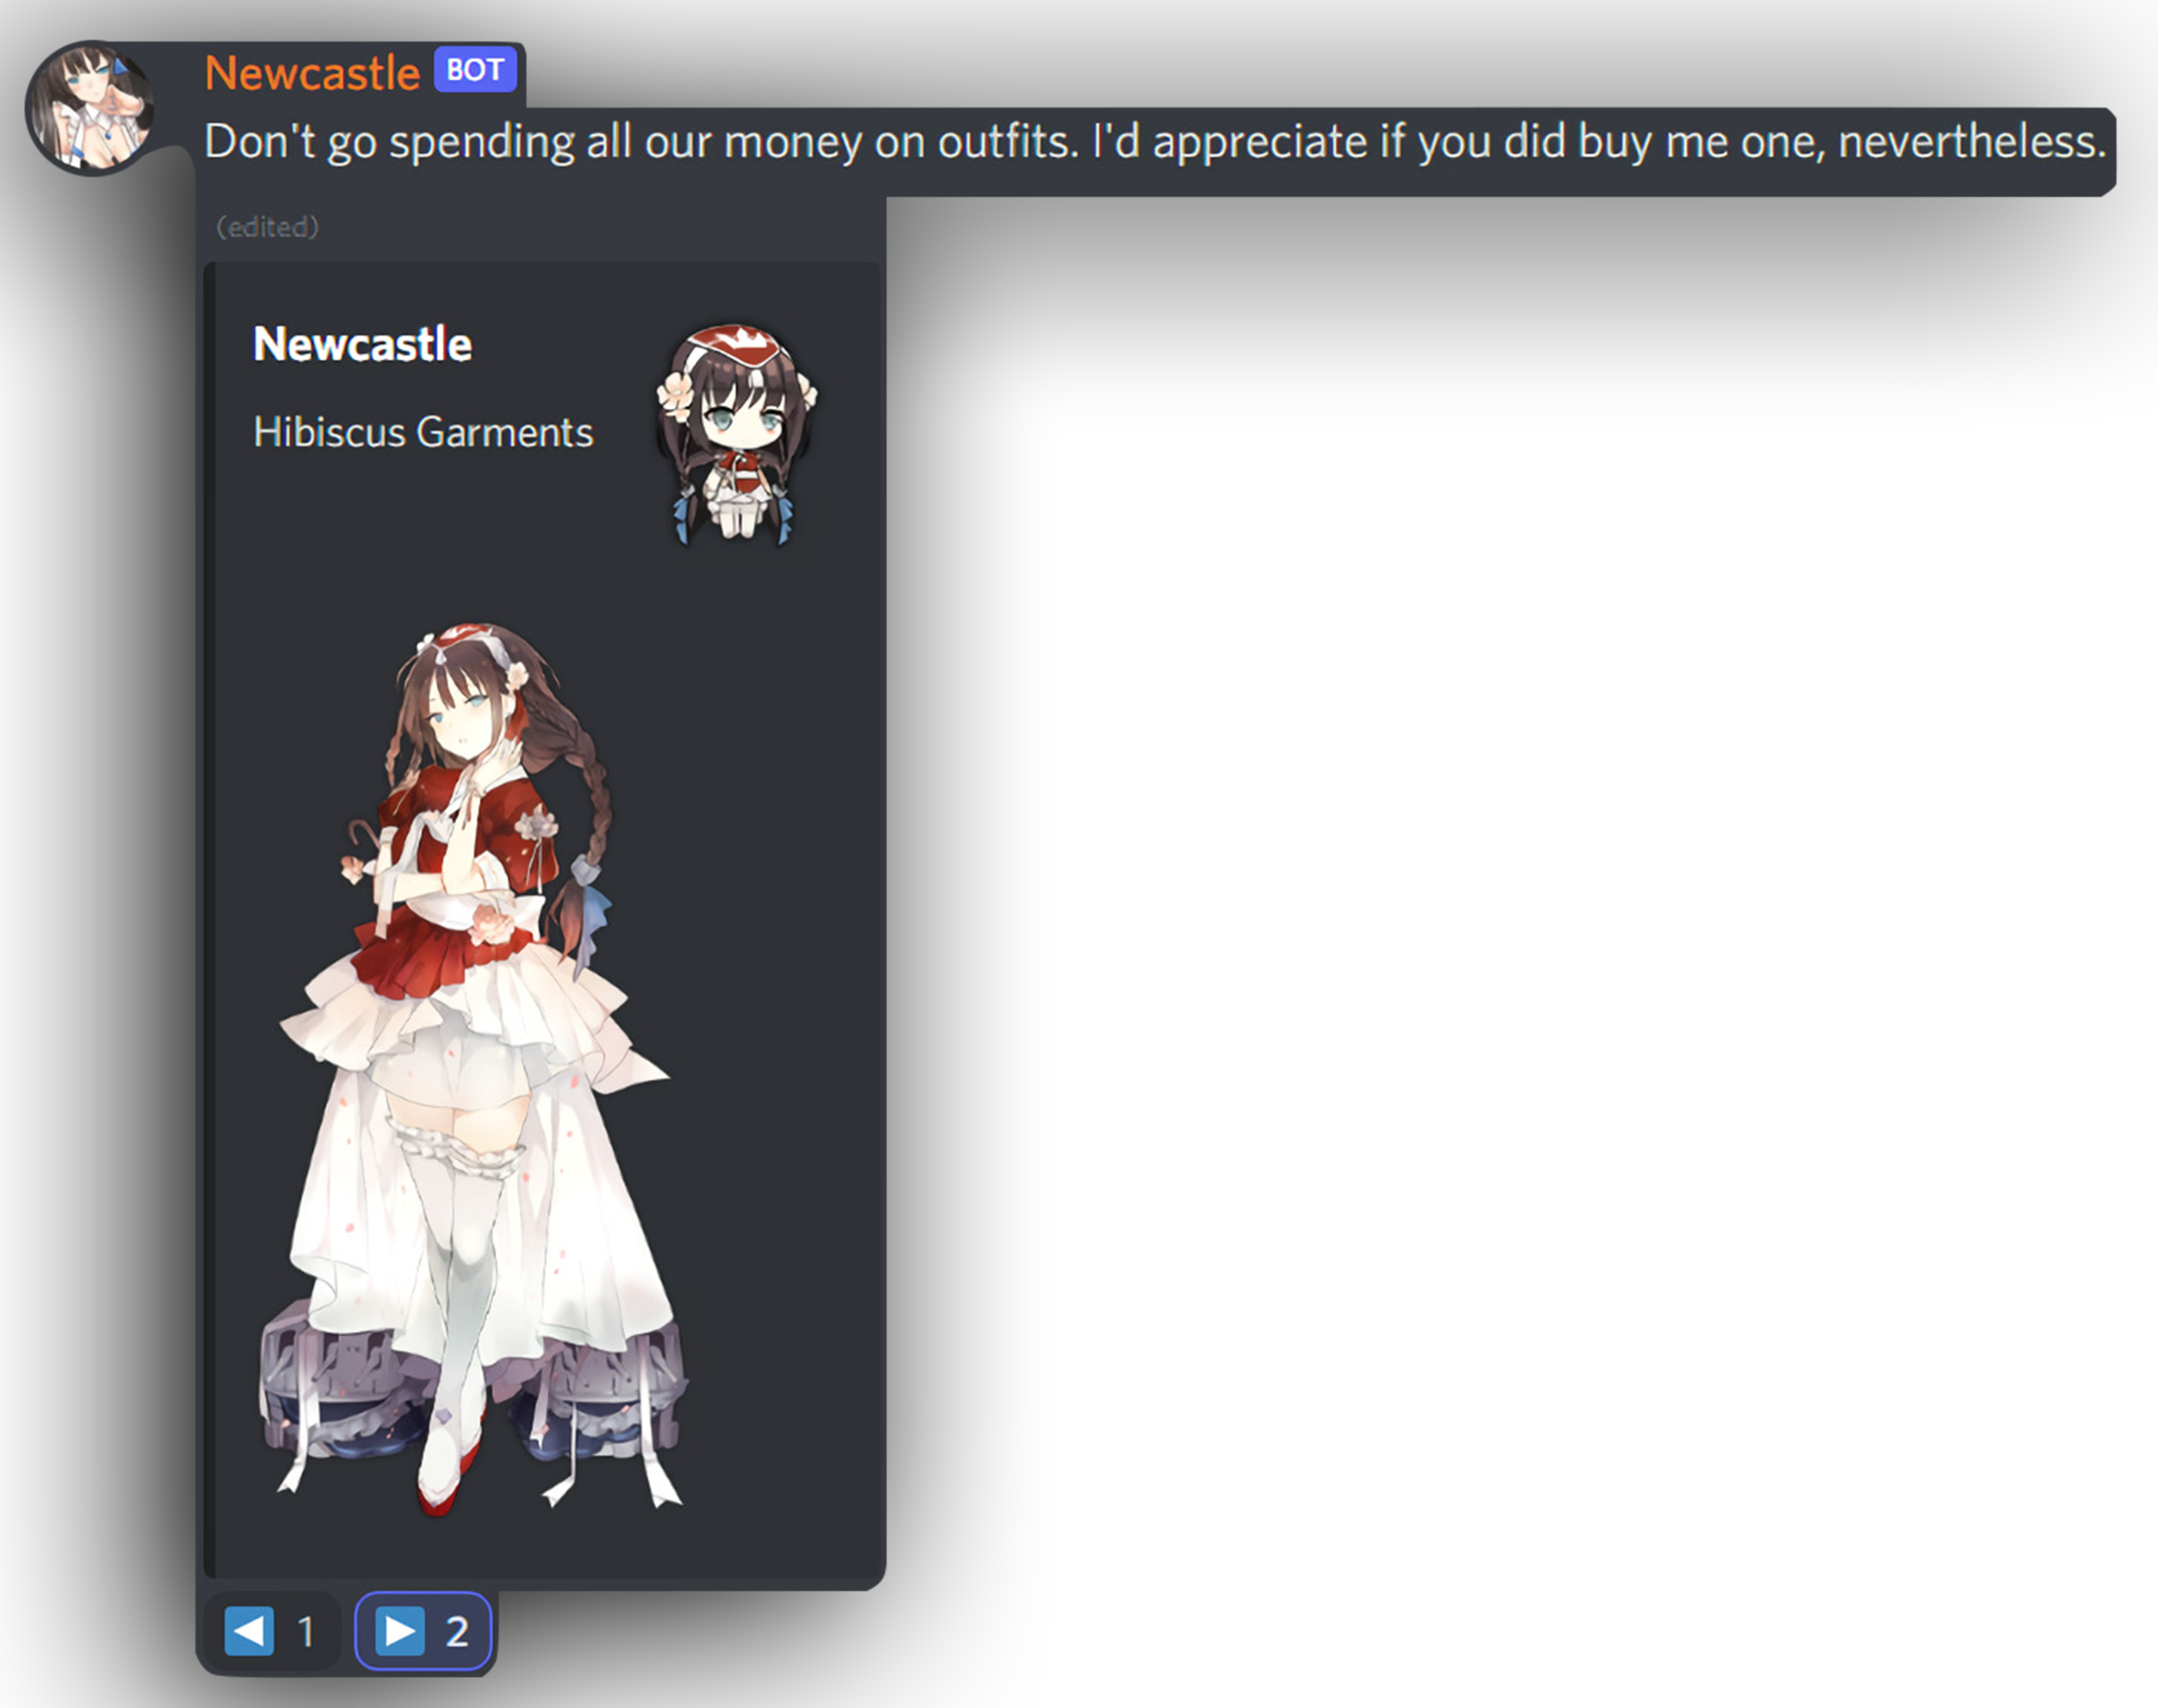 Newcastle BOT
Don't go spending all our money on outfits. I'd appreciate if you did buy me one, nevertheless.
(edited)
Newcastle
Hibiscus Garments
1 2